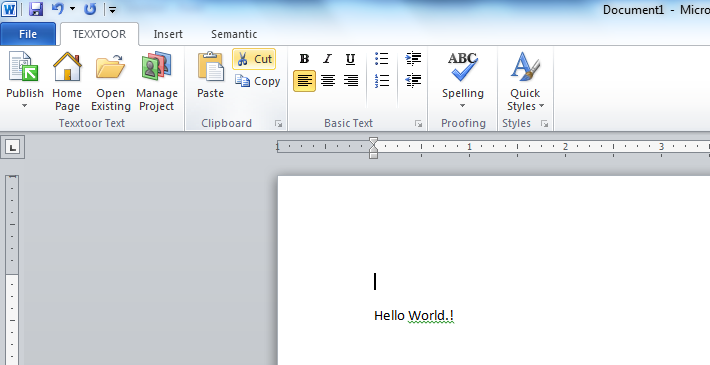 W Document1 - Micro
File TEXXTOOR Insert Semantic
Publish Home Page Open Existing Manage Project
Texxtoor Text
Paste Cut Copy
Clipboard
B I U
Basic Text
ABC Spelling
Proofing
A Quick Styles
Styles
L 1 1 2 3
Hello World.!